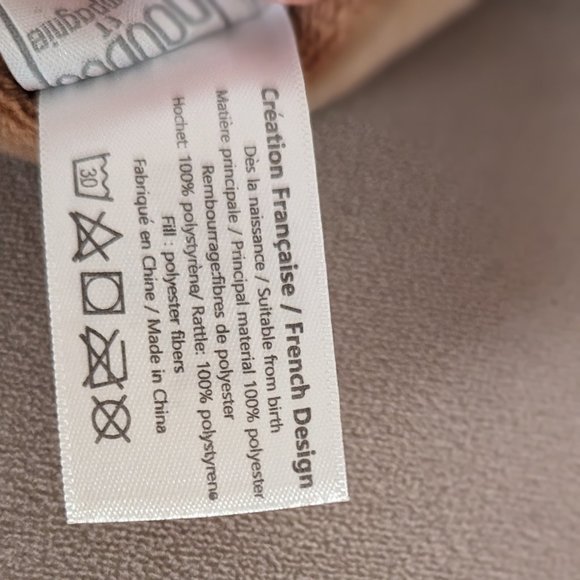 Création Française / French Design
Dès la naissance / Suitable from birth
Matière principale / Principal material 100% polyester
Rembourrage:fibres de polyester
Hochet: 100% polystyrène/ Rattle: 100% polystyrene
Fill : polyester fibers
Fabriqué en Chine / Made in China
30